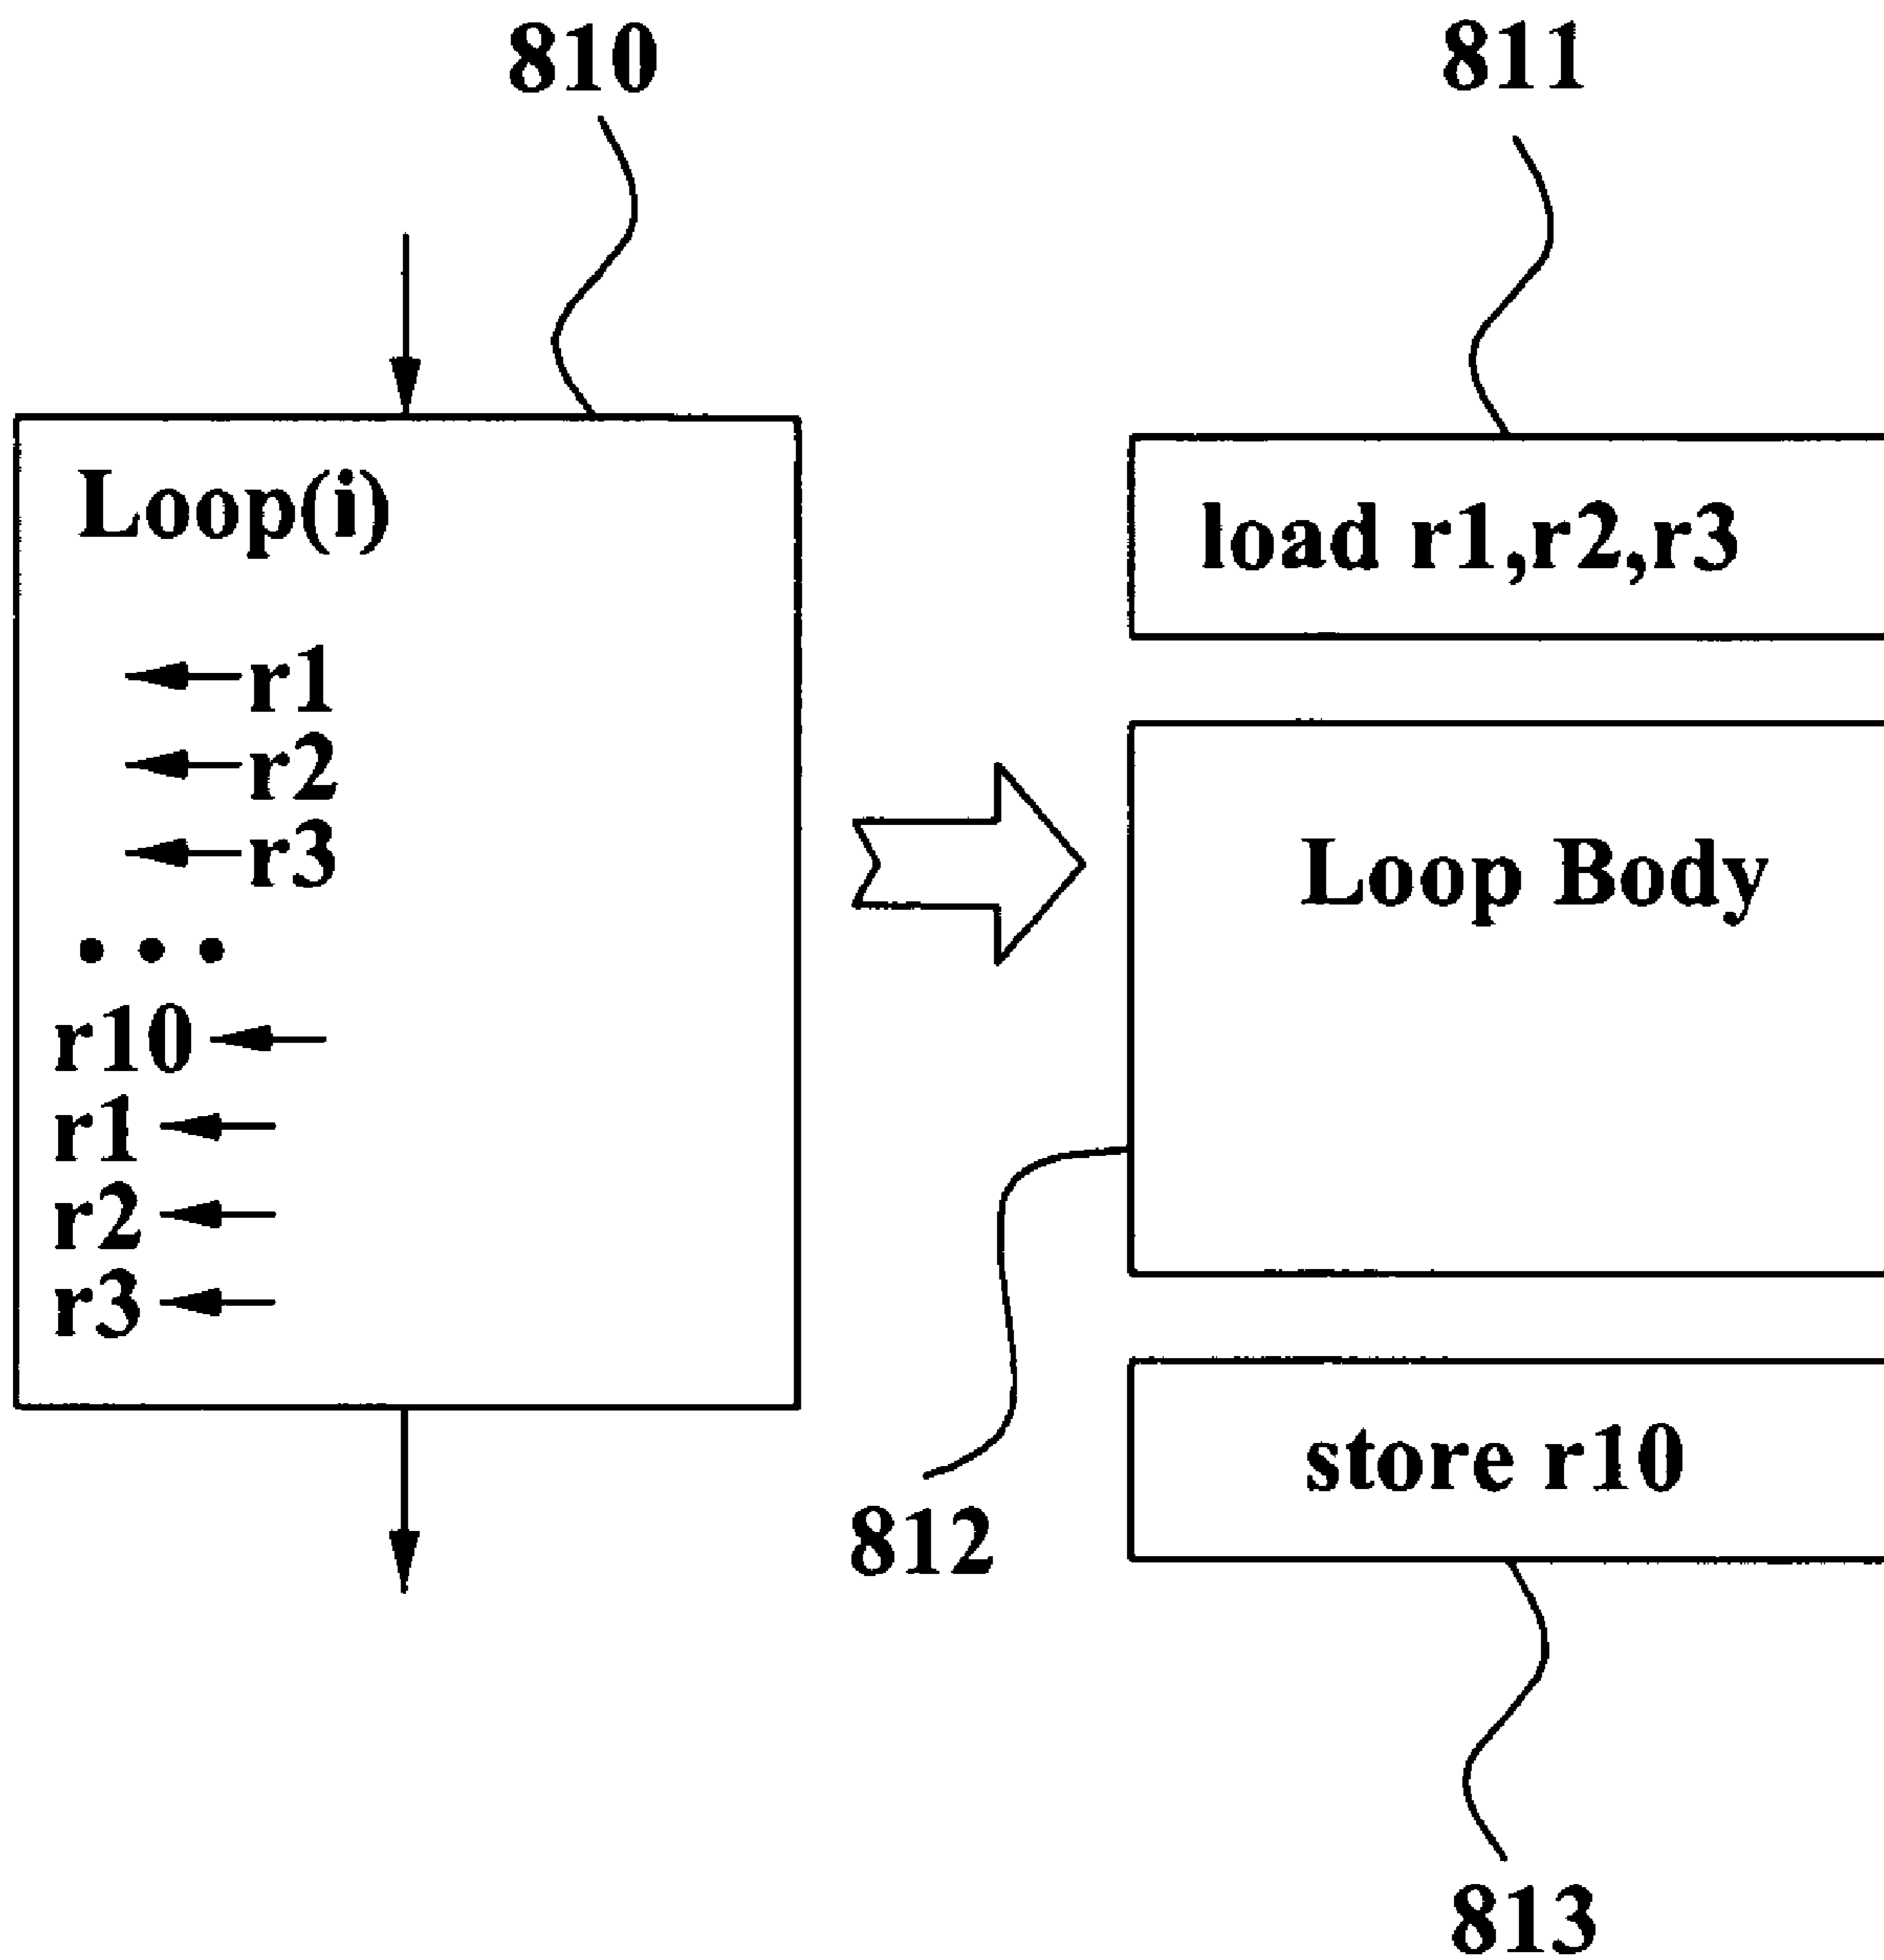 810
811
Loop(i)
r1
r2
r3
• • •
r10
r1
r2
r3
load r1,r2,r3
Loop Body
812
store r10
813